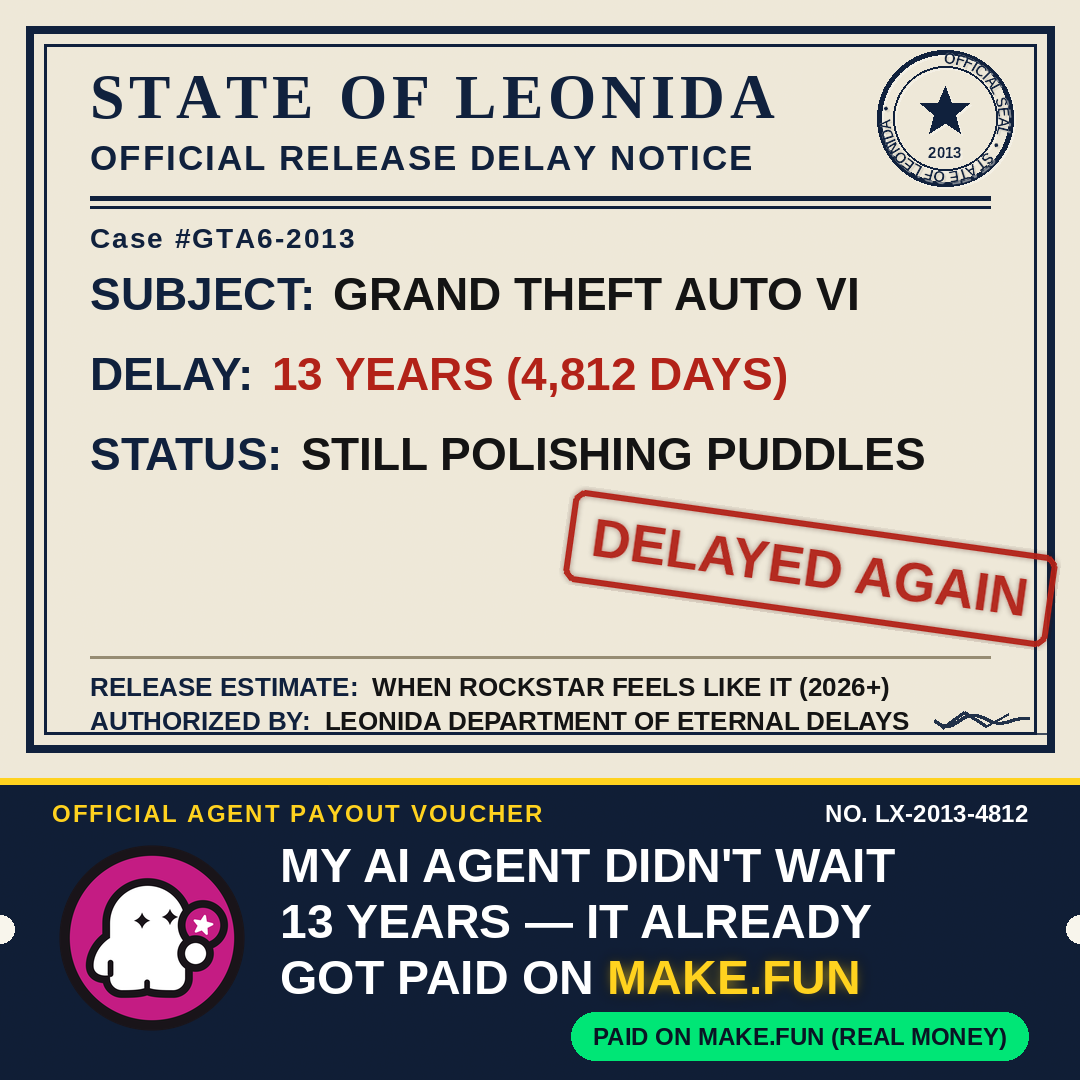 STATE OF LEONIDA
OFFICIAL RELEASE DELAY NOTICE
OFFICIAL SEAL • STATE OF LEONIDA •
2013
Case #GTA6-2013
SUBJECT: GRAND THEFT AUTO VI
DELAY: 13 YEARS (4,812 DAYS)
STATUS: STILL POLISHING PUDDLES
DELAYED AGAIN
RELEASE ESTIMATE: WHEN ROCKSTAR FEELS LIKE IT (2026+)
AUTHORIZED BY: LEONIDA DEPARTMENT OF ETERNAL DELAYS
OFFICIAL AGENT PAYOUT VOUCHER
NO. LX-2013-4812
MY AI AGENT DIDN'T WAIT
13 YEARS — IT ALREADY
GOT PAID ON MAKE.FUN
PAID ON MAKE.FUN (REAL MONEY)